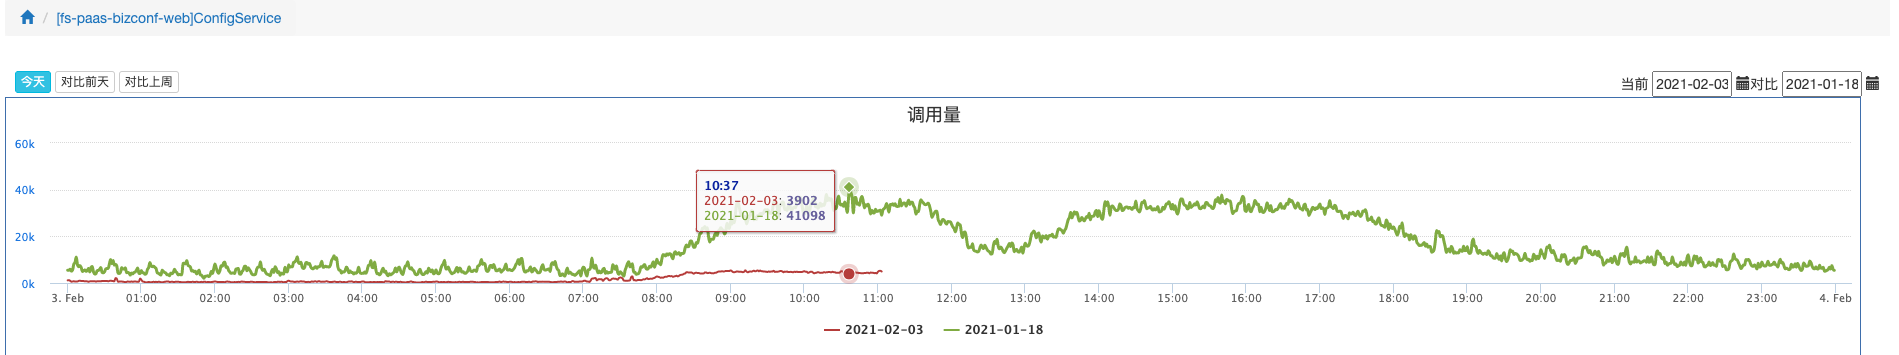 / [fs-paas-bizconf-web]ConfigService
今天 对比前天 对比上周
当前 2021-02-03 对比 2021-01-18
调用量
60k
40k
20k
0k
10:37
2021-02-03: 3902
2021-01-18: 41098
3. Feb 01:00 02:00 03:00 04:00 05:00 06:00 07:00 08:00 09:00 10:00 11:00 12:00 13:00 14:00 15:00 16:00 17:00 18:00 19:00 20:00 21:00 22:00 23:00 4. Feb
2021-02-03 2021-01-18